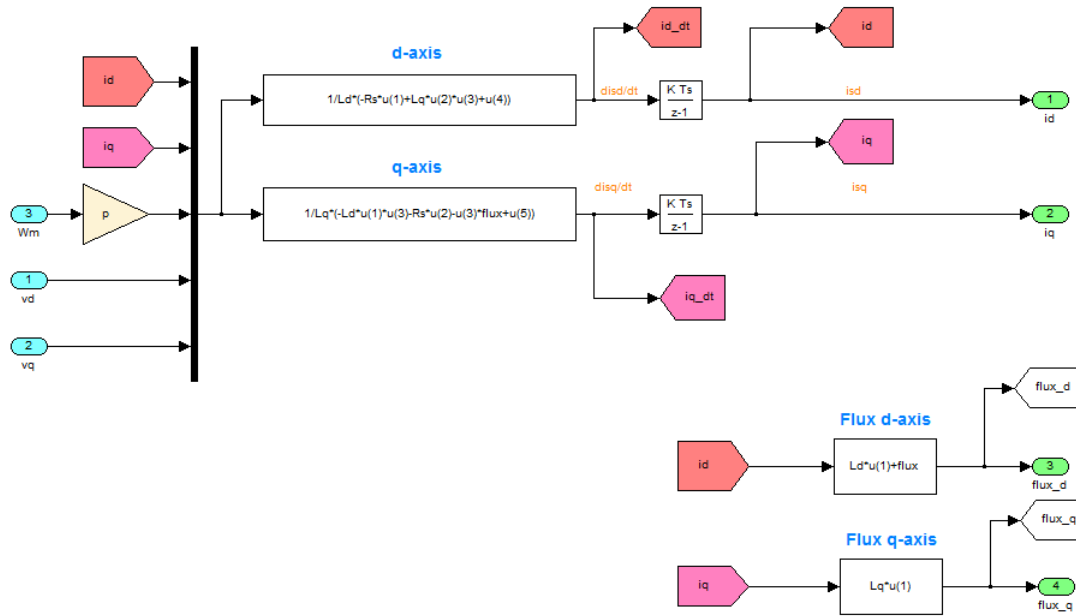 id_dt
id
d-axis
id
1/Ld*(-Rs*u(1)+Lq*u(2)*u(3)+u(4))
disd/dt
K Ts
z-1
isd
1
id
iq
iq
q-axis
3
Wm
p
1/Lq*(-Ld*u(1)*u(3)-Rs*u(2)-u(3)*flux+u(5))
disq/dt
K Ts
z-1
isq
2
iq
1
vd
iq_dt
2
vq
flux_d
Flux d-axis
id
Ld*u(1)+flux
3
flux_d
flux_q
Flux q-axis
iq
Lq*u(1)
4
flux_q